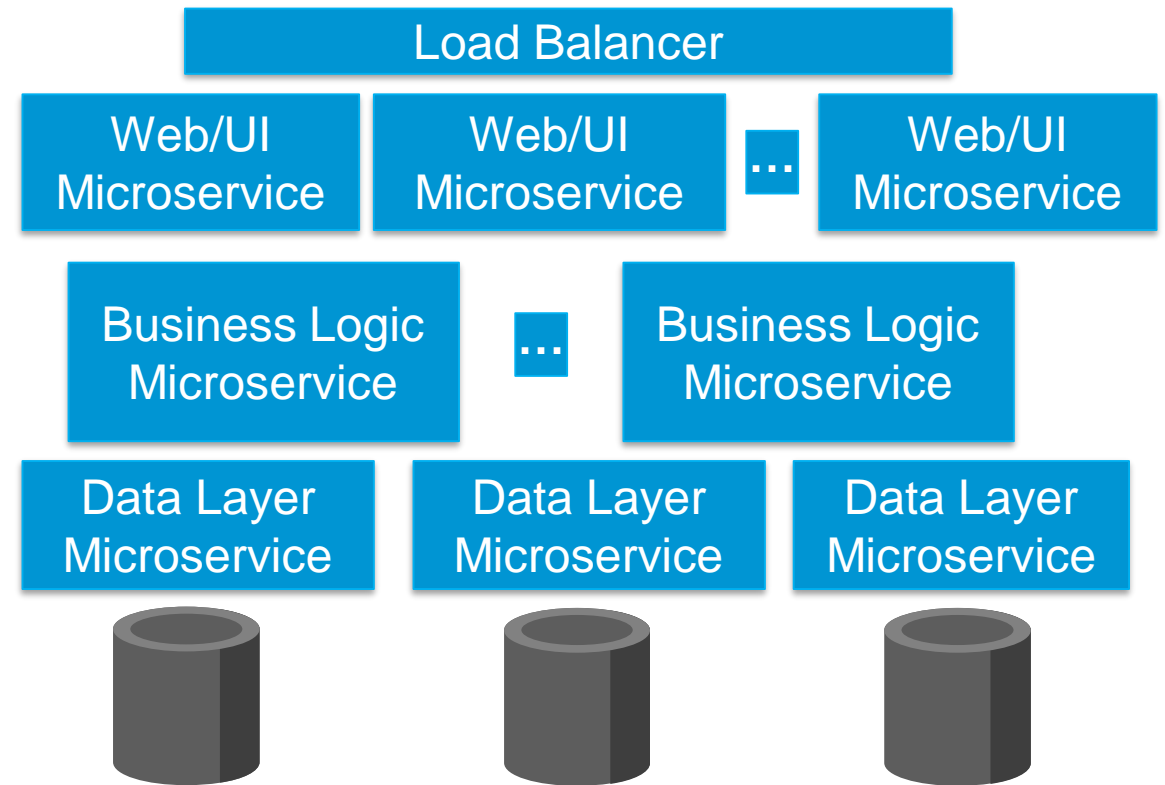 Load Balancer
Web/UI
Microservice
Web/UI
Microservice
...
Web/UI
Microservice
Business Logic
Microservice
...
Business Logic
Microservice
Data Layer
Microservice
Data Layer
Microservice
Data Layer
Microservice